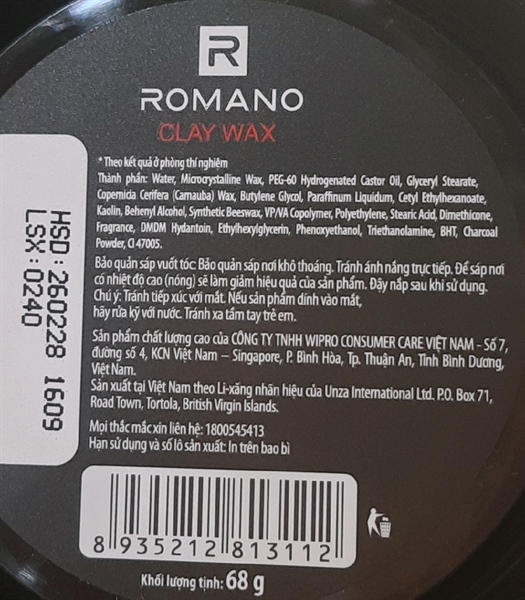 R
ROMANO
CLAY WAX
*Theo kết quả ở phòng thí nghiệm
Thành phần: Water, Microcrystalline Wax, PEG-60 Hydrogenated Castor Oil, Glyceryl Stearate,
Copernicia Cerifera (Carnauba) Wax, Butylene Glycol, Paraffinum Liquidum, Cetyl Ethylhexanoate,
Kaolin, Behenyl Alcohol, Synthetic Beeswax, VP/VA Copolymer, Polyethylene, Stearic Acid, Dimethicone,
Fragrance, DMDM Hydantoin, Ethylhexylglycerin, Phenoxyethanol, Triethanolamine, BHT, Charcoal
Powder, CI 47005.
Bảo quản sáp vuốt tóc: Bảo quản sáp nơi khô thoáng. Tránh ánh nắng trực tiếp. Để sáp nơi
có nhiệt độ cao (nóng) sẽ làm giảm hiệu quả của sản phẩm. Đậy nắp sau khi sử dụng.
Chú ý: Tránh tiếp xúc với mắt. Nếu sản phẩm dính vào mắt,
hãy rửa kỹ với nước. Tránh xa tầm tay trẻ em.
Sản phẩm chất lượng cao của CÔNG TY TNHH WIPRO CONSUMER CARE VIỆT NAM - Số 7,
đường số 4, KCN Việt Nam – Singapore, P. Bình Hòa, Tp. Thuận An, Tỉnh Bình Dương,
Việt Nam.
Sản xuất tại Việt Nam theo Li-xăng nhãn hiệu của Unza International Ltd. P.O. Box 71,
Road Town, Tortola, British Virgin Islands.
Mọi thắc mắc xin liên hệ: 1800545413
Hạn sử dụng và số lô sản xuất: In trên bao bì
HSD: 260228 1609
LSX: 024Q
8 935212 813112
Khối lượng tịnh: 68 g